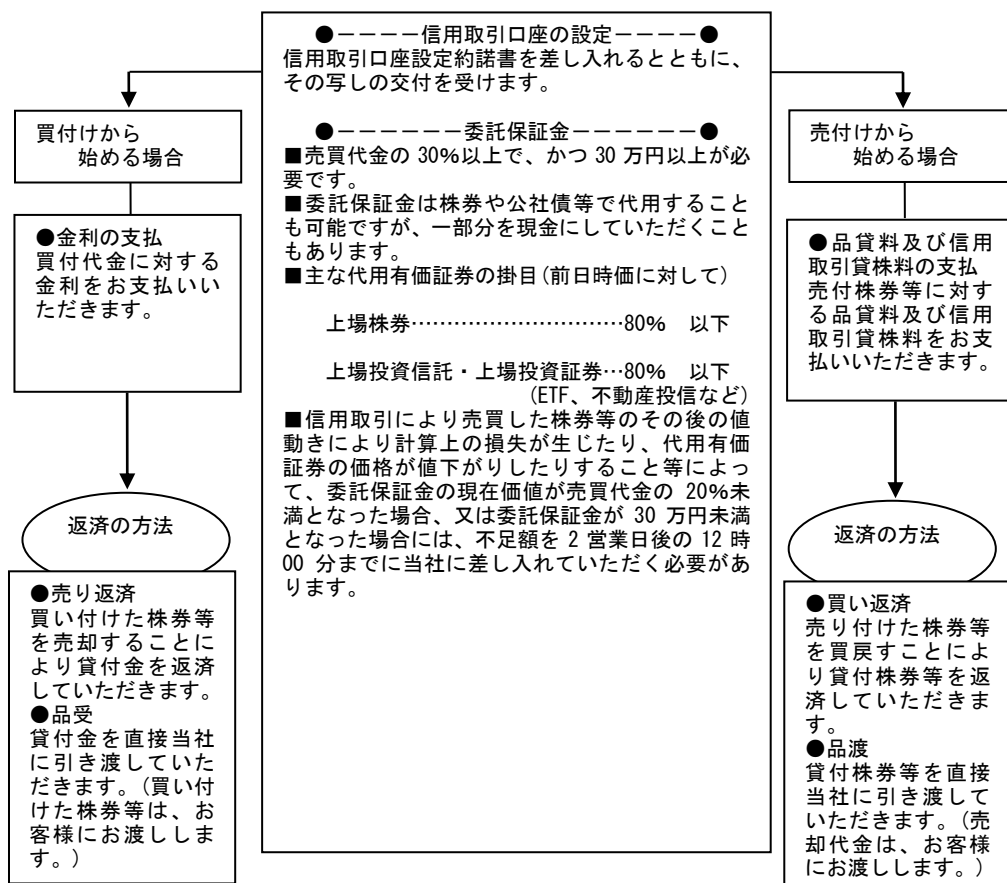 ●－－－－信用取引口座の設定－－－－●
信用取引口座設定約諾書を差し入れるとともに、
その写しの交付を受けます。
●－－－－－－委託保証金－－－－－－●
■売買代金の 30%以上で、かつ 30 万円以上が必
要です。
■委託保証金は株券や公社債等で代用すること
も可能ですが、一部分を現金にしていただくこと
もあります。
■主な代用有価証券の掛目(前日時価に対して)
上場株券…………………………80%　以下
上場投資信託・上場投資証券…80%　以下
(ETF、不動産投信など)
■信用取引により売買した株券等のその後の値
動きにより計算上の損失が生じたり、代用有価
証券の価格が値下がりしたりすること等によっ
て、委託保証金の現在価値が売買代金の 20%未
満となった場合、又は委託保証金が 30 万円未満
となった場合には、不足額を 2 営業日後の 12 時
00 分までに当社に差し入れていただく必要があ
ります。
買付けから
始める場合
●金利の支払
買付代金に対する
金利をお支払いい
ただきます。
返済の方法
●売り返済
買い付けた株券等
を売却することに
より貸付金を返済
していただきます。
●品受
貸付金を直接当社
に引き渡していた
だきます。(買い付
けた株券等は、お
客様にお渡ししま
す。)
売付けから
始める場合
●品貸料及び信用
取引貸株料の支払
売付株券等に対す
る品貸料及び信用
取引貸株料をお支
払いいただきます。
返済の方法
●買い返済
売り付けた株券等
を買戻すことによ
り貸付株券等を返
済していただきま
す。
●品渡
貸付株券等を直接
当社に引き渡して
いただきます。(売
却代金は、お客様
にお渡しします。)